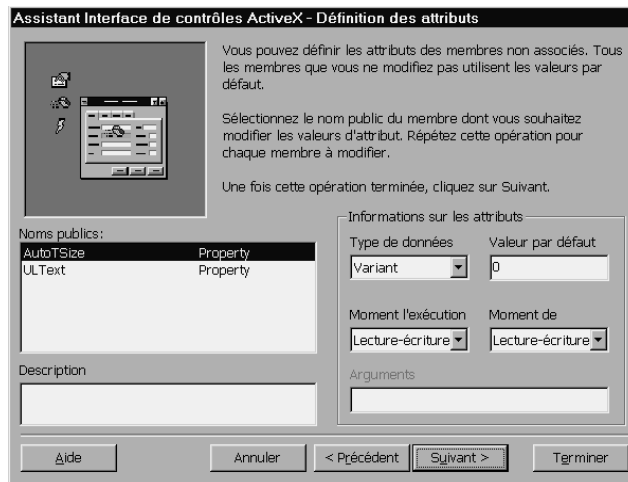 Assistant Interface de contrôles ActiveX - Définition des attributs
Vous pouvez définir les attributs des membres non associés. Tous
les membres que vous ne modifiez pas utilisent les valeurs par
défaut.
Sélectionnez le nom public du membre dont vous souhaitez
modifier les valeurs d'attribut. Répétez cette opération pour
chaque membre à modifier.
Une fois cette opération terminée, cliquez sur Suivant.
Noms publics:
AutoTSize Property
ULText Property
Description
Informations sur les attributs
Type de données Valeur par défaut
Variant 0
Moment l'exécution Moment de
Lecture-écriture Lecture-écriture
Arguments
Aide Annuler < Précédent Suivant > Terminer